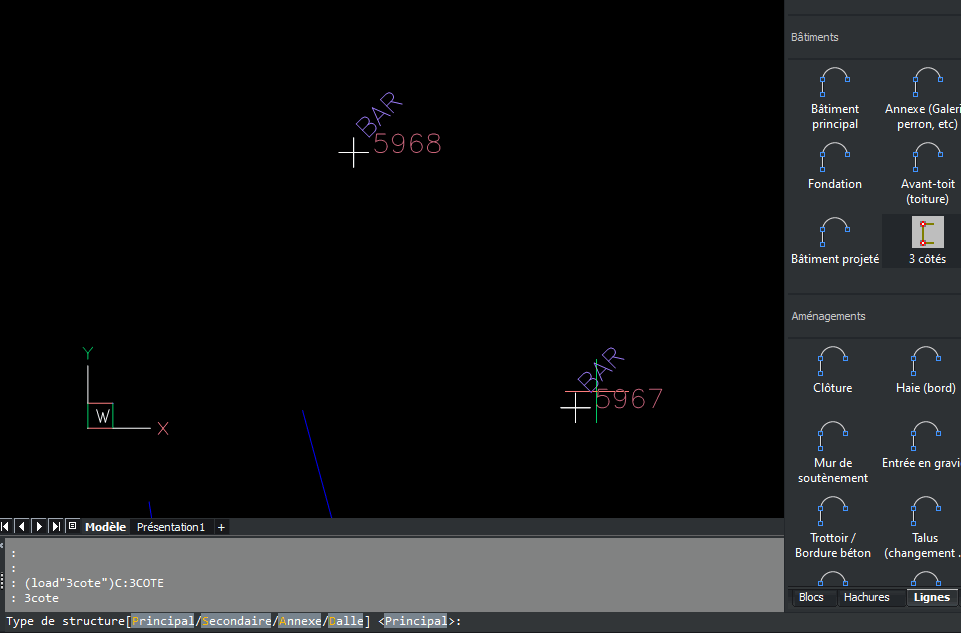 BAR
5968
Y
W
X
BAR
5967
Modèle
Présentation1
+
:
:
: (load"3cote")C:3COTE
: 3cote
Type de structure[Principal/Secondaire/Annexe/Dalle] <Principal>:
Bâtiments
Bâtiment
principal
Annexe (Galeri
perron, etc)
Fondation
Avant-toit
(toiture)
Bâtiment projeté
3 côtés
Aménagements
Clôture
Haie (bord)
Mur de
soutènement
Entrée en gravi
Trottoir /
Bordure béton
Talus
(changement .
Blocs
Hachures
Lignes